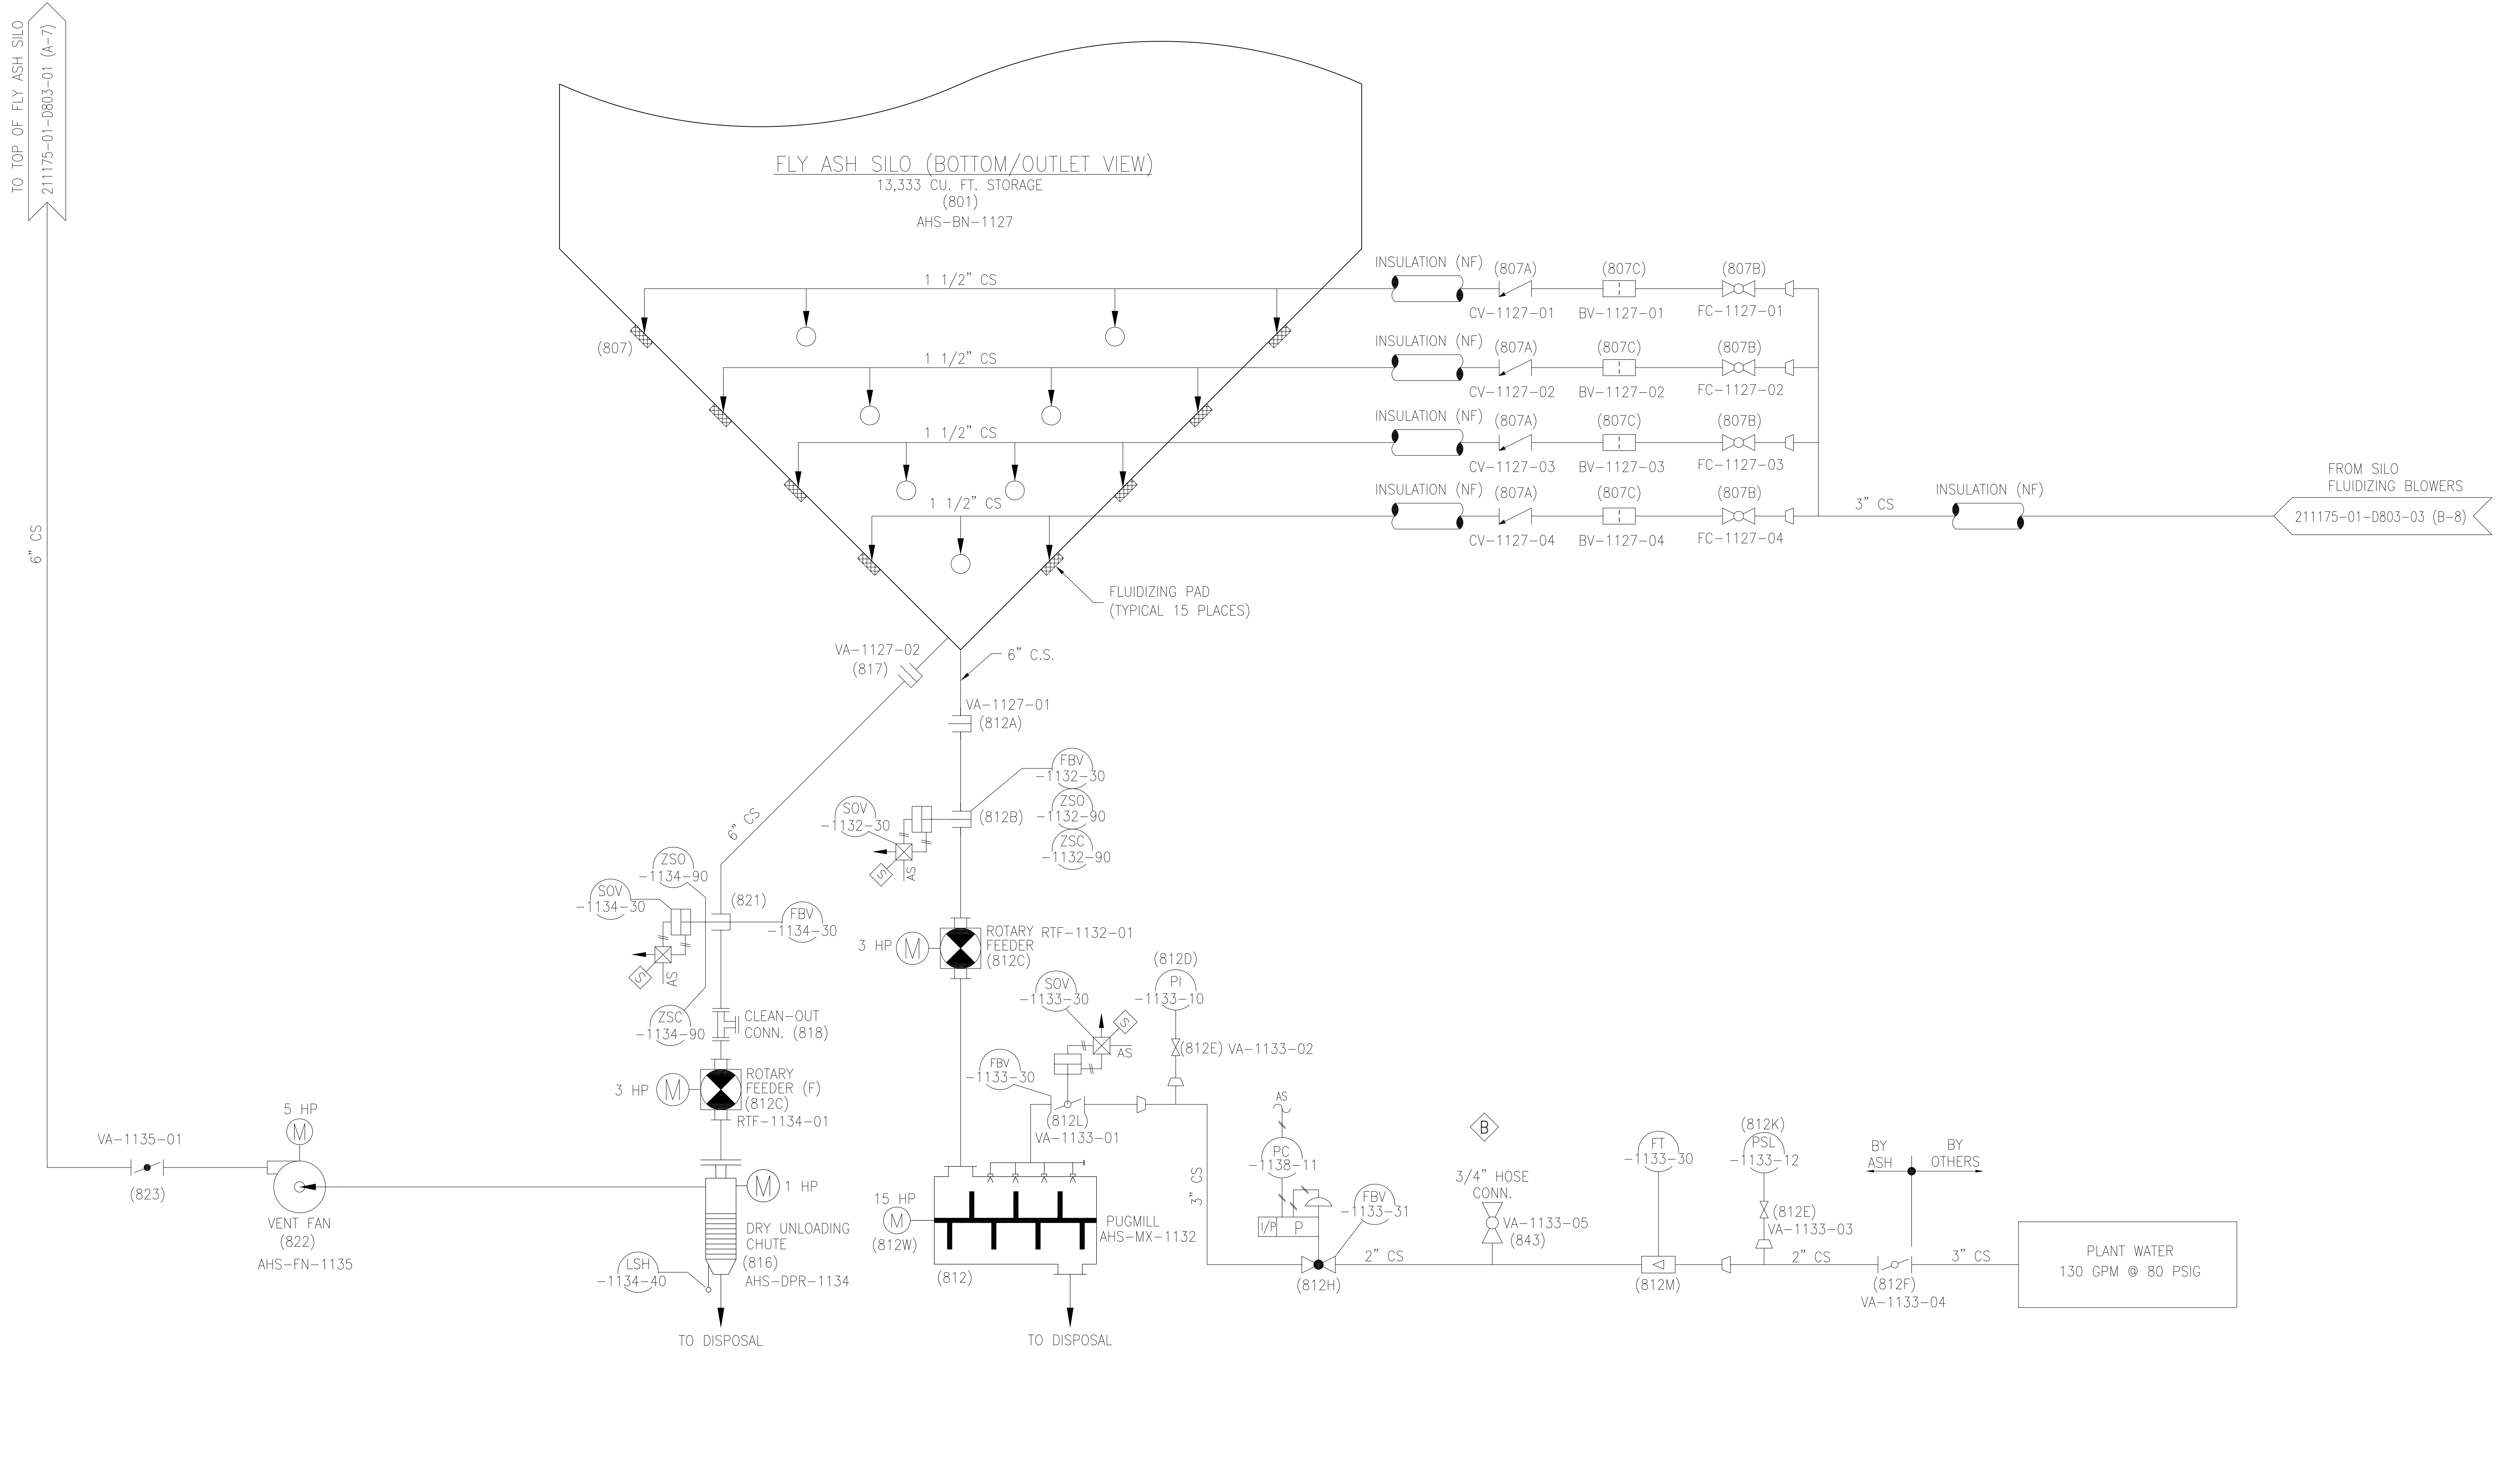 TO TOP OF FLY ASH SILO
211175-01-D803-01 (A-7)
6" CS
FLY ASH SILO (BOTTOM/OUTLET VIEW)
13,333 CU. FT. STORAGE
(801)
AHS-BN-1127
1 1/2" CS
INSULATION (NF)
(807A)
CV-1127-01
(807C)
BV-1127-01
(807B)
FC-1127-01
(807)
1 1/2" CS
INSULATION (NF)
(807A)
CV-1127-02
(807C)
BV-1127-02
(807B)
FC-1127-02
1 1/2" CS
INSULATION (NF)
(807A)
CV-1127-03
(807C)
BV-1127-03
(807B)
FC-1127-03
1 1/2" CS
INSULATION (NF)
(807A)
CV-1127-04
(807C)
BV-1127-04
(807B)
FC-1127-04
3" CS
INSULATION (NF)
FROM SILO
FLUIDIZING BLOWERS
211175-01-D803-03 (B-8)
FLUIDIZING PAD
(TYPICAL 15 PLACES)
VA-1127-02
(817)
6" C.S.
VA-1127-01
(812A)
FBV
-1132-30
ZSO
-1132-90
ZSC
-1132-90
(812B)
SOV
-1132-30
S
AS
6" CS
ZSO
-1134-90
SOV
-1134-30
(821)
FBV
-1134-30
S
AS
ZSC
-1134-90
CLEAN-OUT
CONN. (818)
3 HP
M
ROTARY
FEEDER
(812C)
RTF-1132-01
3 HP
M
ROTARY
FEEDER (F)
(812C)
RTF-1134-01
SOV
-1133-30
S
AS
(812D)
PI
-1133-10
(812E) VA-1133-02
FBV
-1133-30
(812L)
VA-1133-01
5 HP
M
VA-1135-01
(823)
VENT FAN
(822)
AHS-FN-1135
M
1 HP
DRY UNLOADING
CHUTE
(816)
AHS-DPR-1134
LSH
-1134-40
TO DISPOSAL
15 HP
M
(812W)
PUGMILL
AHS-MX-1132
(812)
TO DISPOSAL
3" CS
AS
PC
-1138-11
I/P
P
FBV
-1133-31
(812H)
2" CS
B
3/4" HOSE
CONN.
VA-1133-05
(843)
FT
-1133-30
(812M)
(812K)
PSL
-1133-12
(812E)
VA-1133-03
2" CS
BY
ASH
BY
OTHERS
(812F)
VA-1133-04
3" CS
PLANT WATER
130 GPM @ 80 PSIG